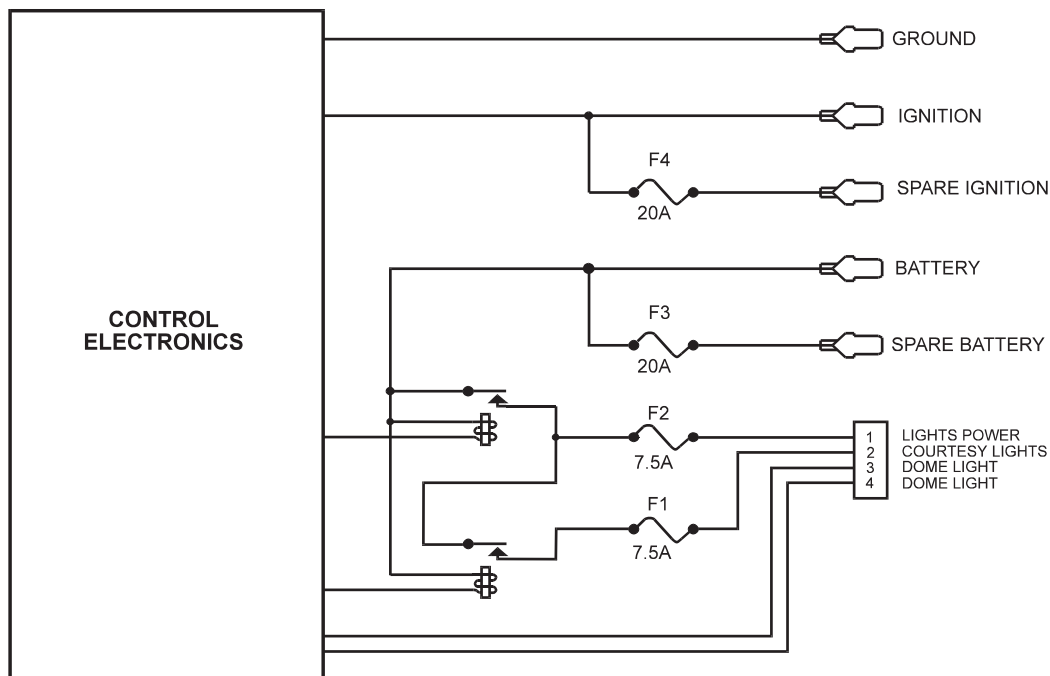 GROUND
IGNITION
F4
SPARE IGNITION
20A
BATTERY
F3
CONTROL
ELECTRONICS
SPARE BATTERY
20A
F2
1 LIGHTS POWER
2 COURTESY LIGHTS
7.5A
3 DOME LIGHT
4 DOME LIGHT
F1
7.5A